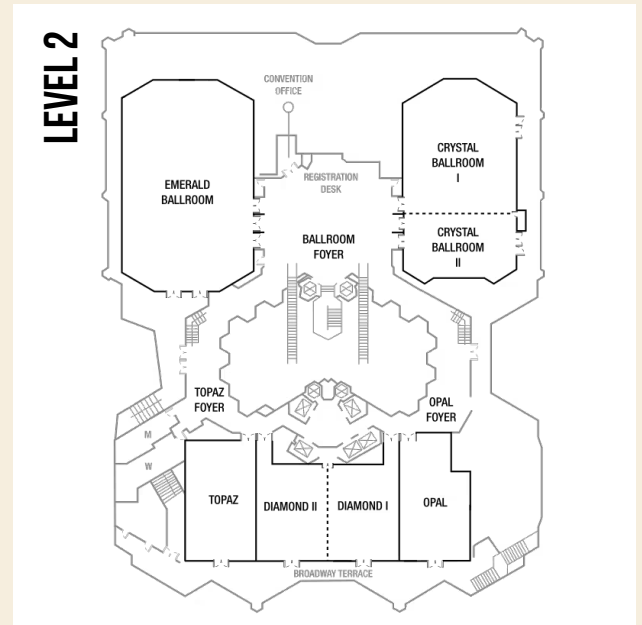 LEVEL 2
CONVENTION
OFFICE
CRYSTAL
BALLROOM
I
EMERALD
BALLROOM
REGISTRATION
DESK
BALLROOM
FOYER
CRYSTAL
BALLROOM
II
TOPAZ
FOYER
OPAL
FOYER
M
W
TOPAZ
DIAMOND II
DIAMOND I
OPAL
BROADWAY TERRACE